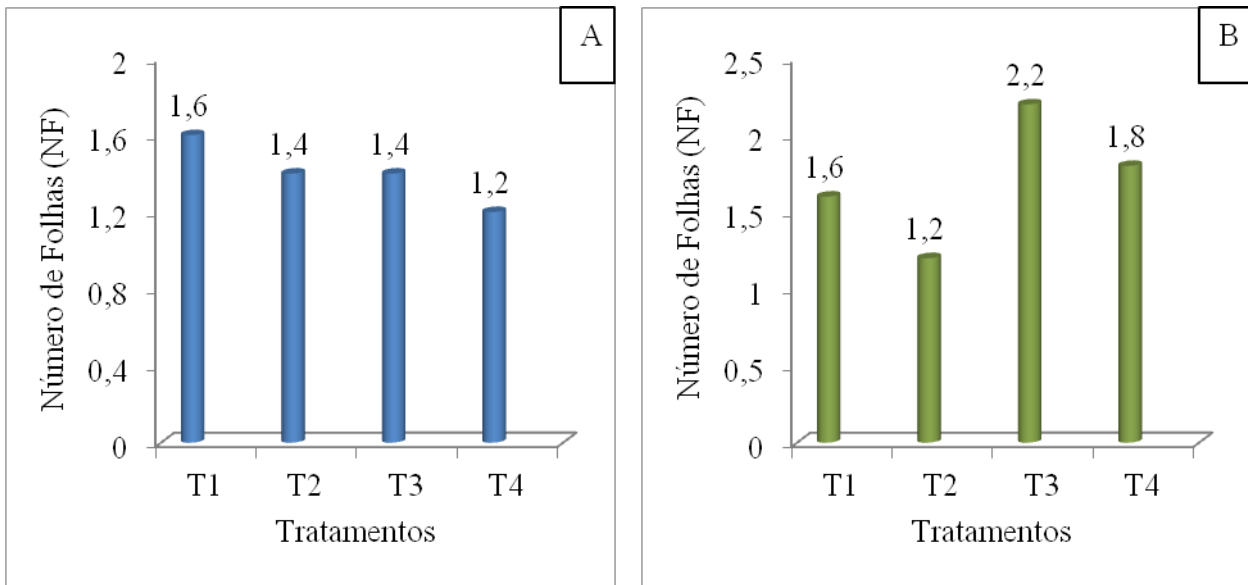 A
Número de Folhas (NF)
2
1,6
1,2
0,8
0,4
0
1,6
1,4
1,4
1,2
T1 T2 T3 T4
Tratamentos
B
Número de Folhas (NF)
2,5
2
1,5
1
0,5
0
1,6
1,2
2,2
1,8
T1 T2 T3 T4
Tratamentos